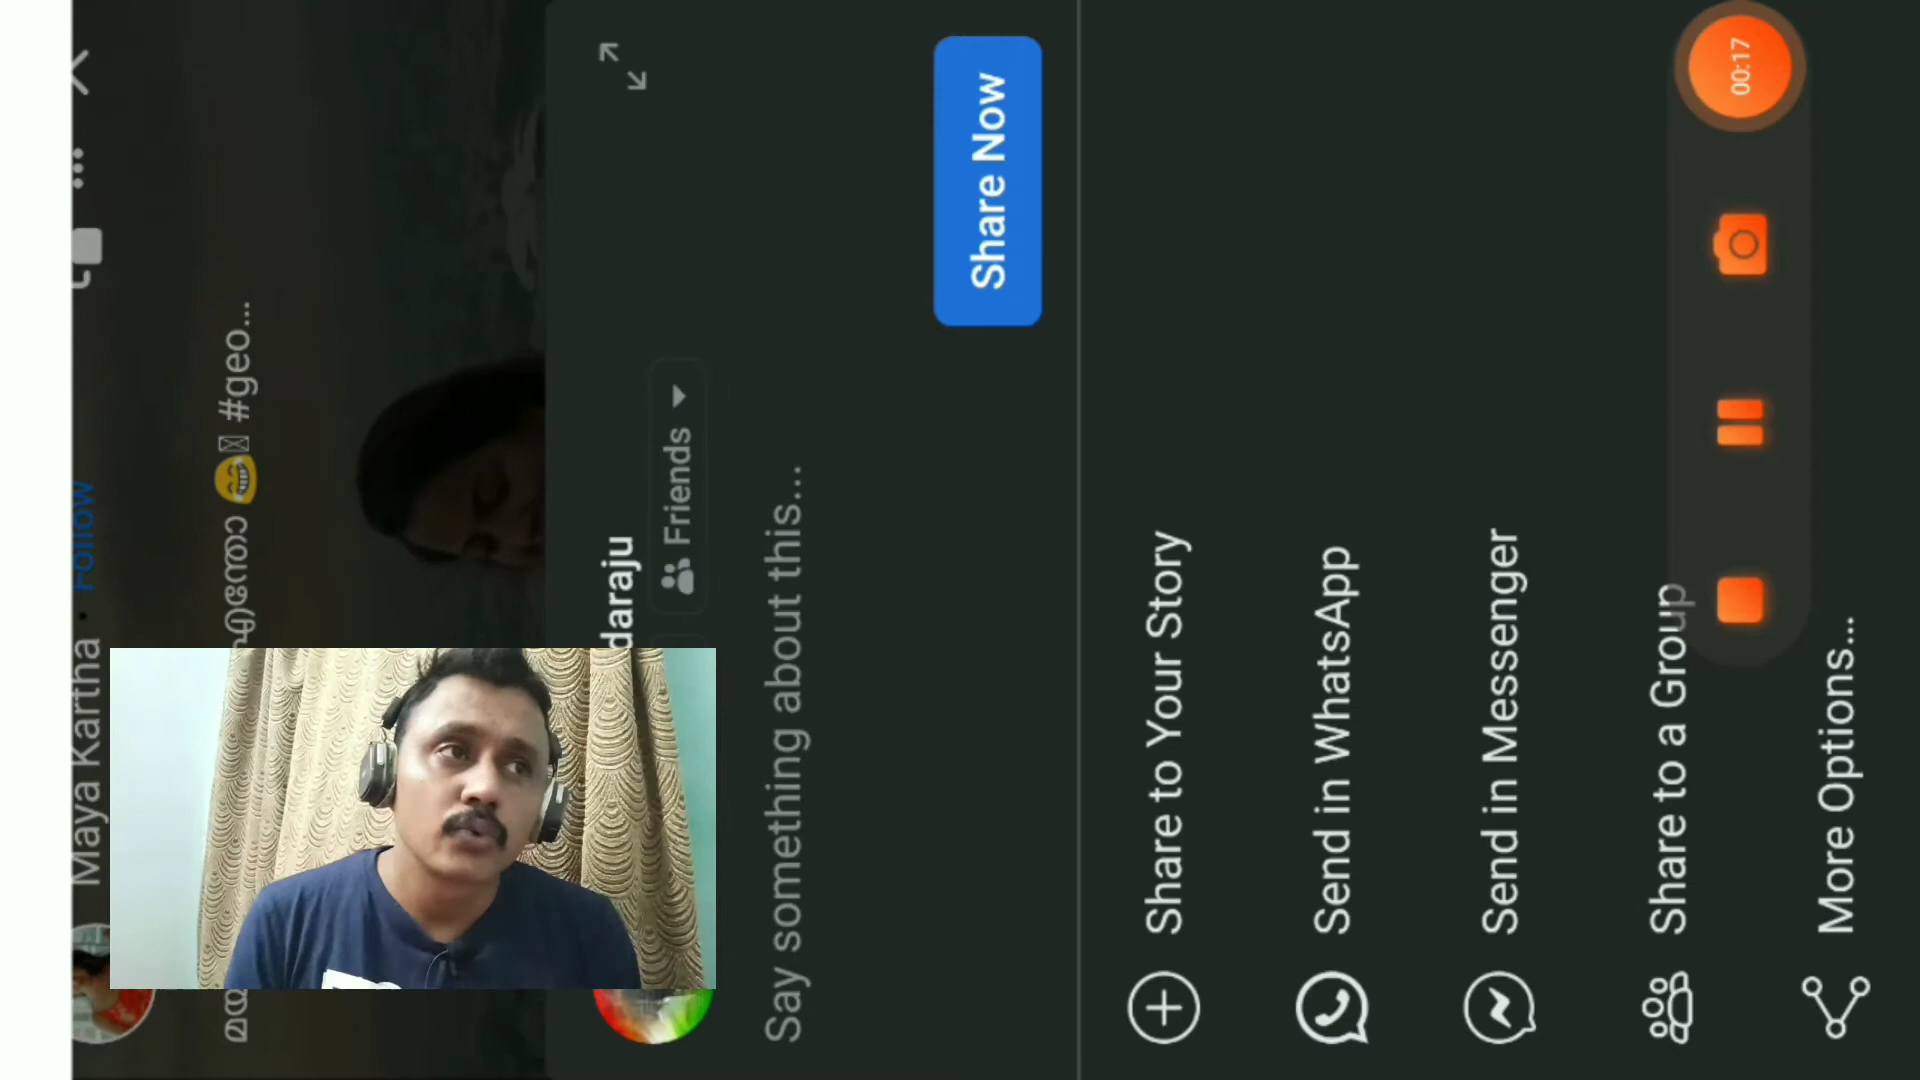 Maya Kartha · Follow
#geo...
daraju
Friends
Say something about this...
Share Now
Share to Your Story
Send in WhatsApp
Send in Messenger
Share to a Group
More Options...
00:17